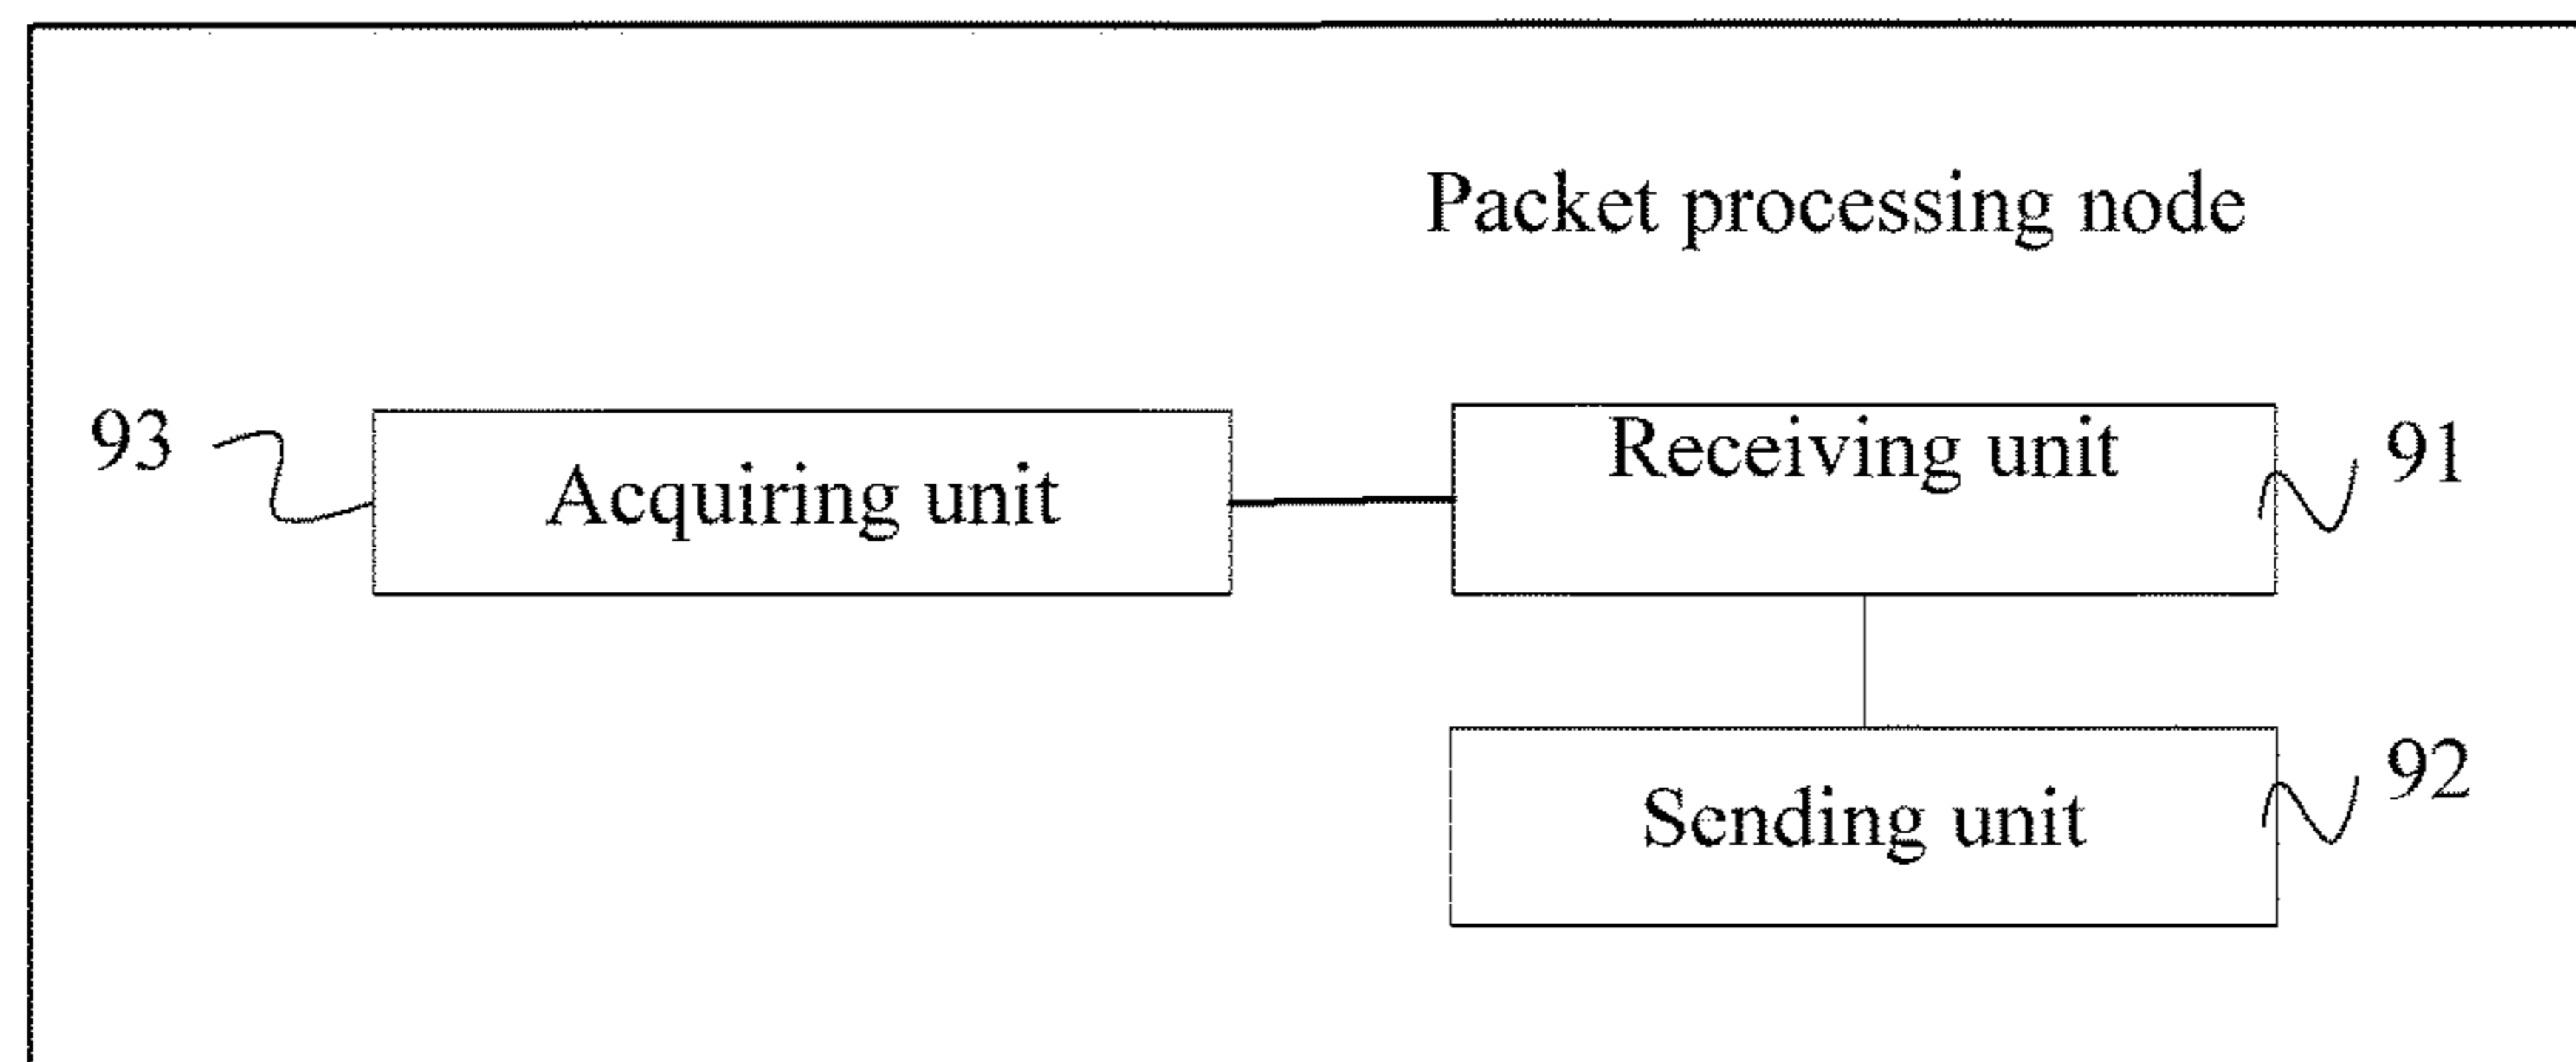 Packet processing node
93
Acquiring unit
Receiving unit
91
Sending unit
92